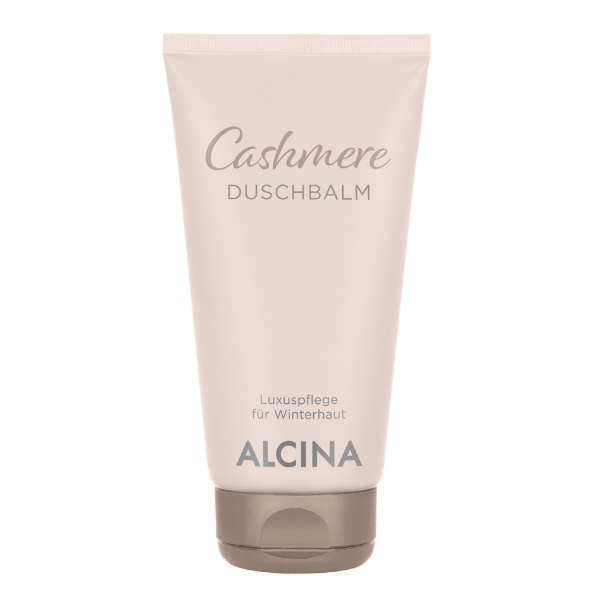 Cashmere
DUSCHBALM
Luxuspflege
für Winterhaut
ALCINA